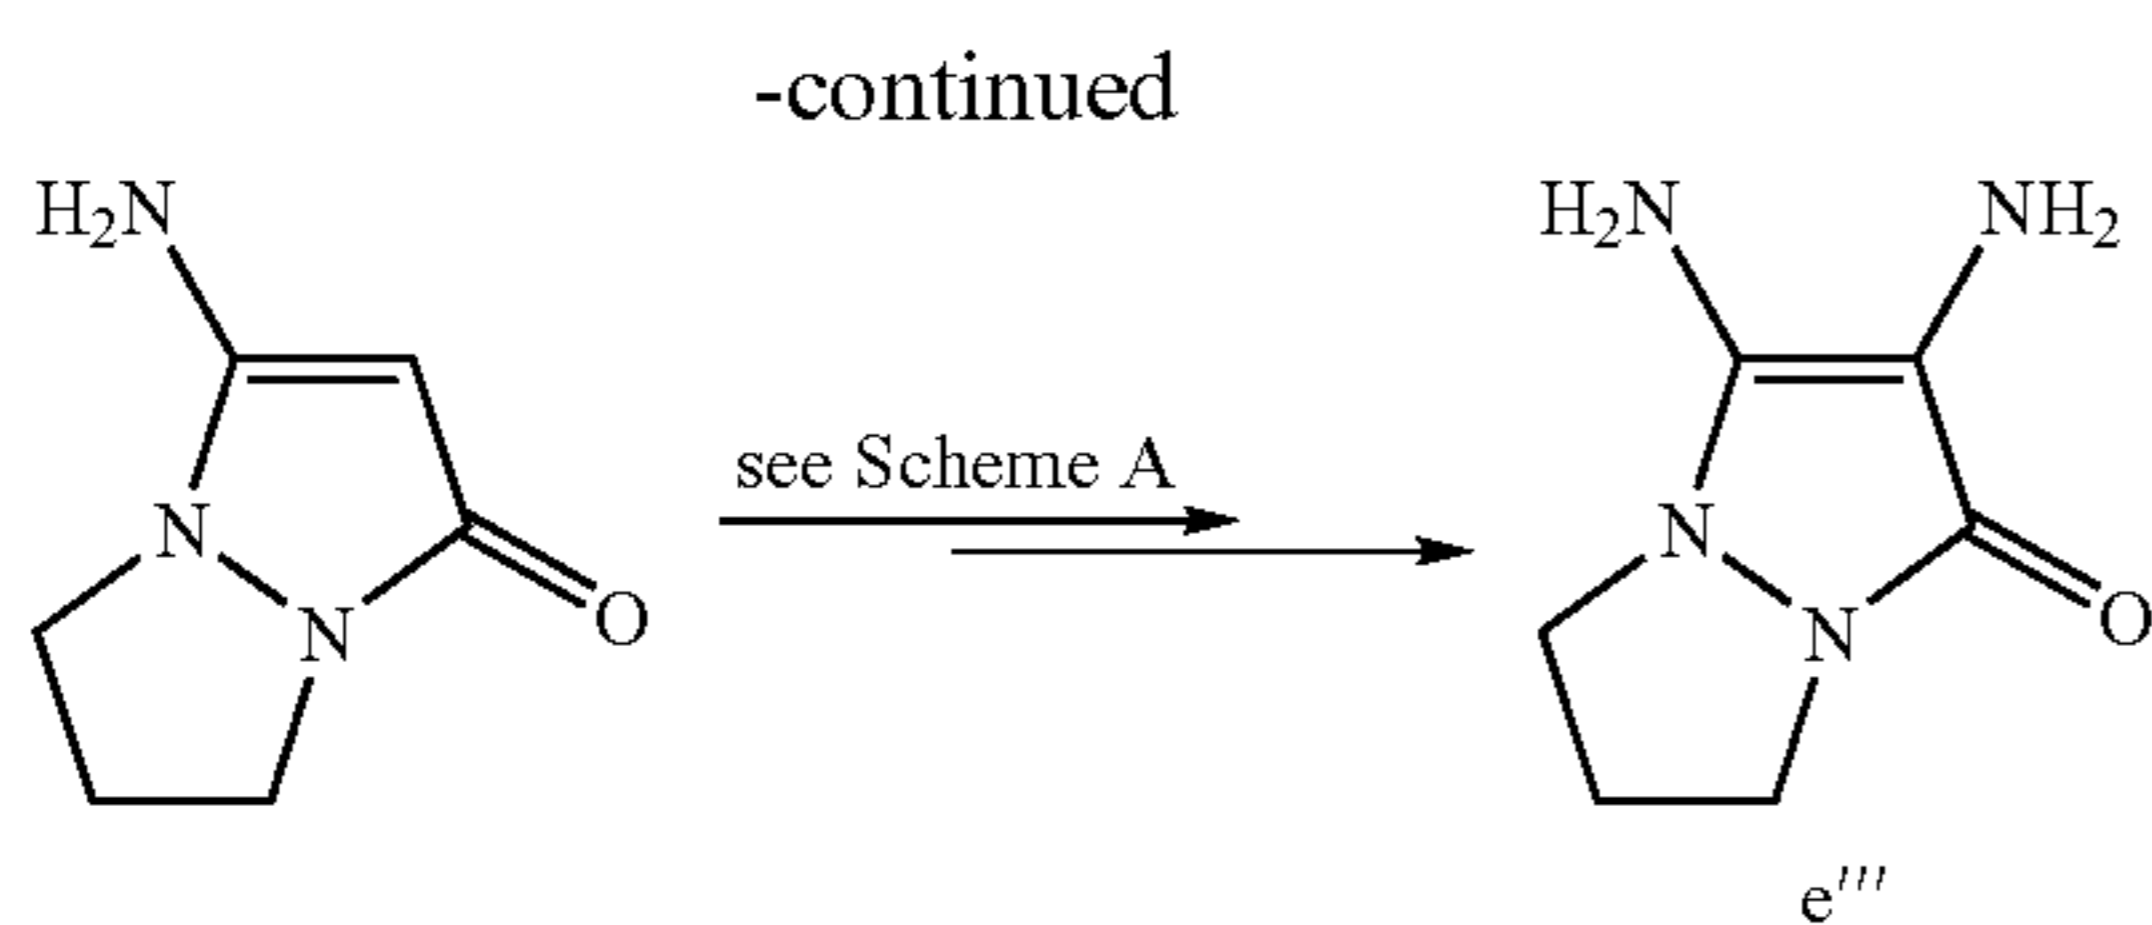 -continued
H₂N
H₂N
NH₂
see Scheme A
N
N
O
N
N
O
e‴